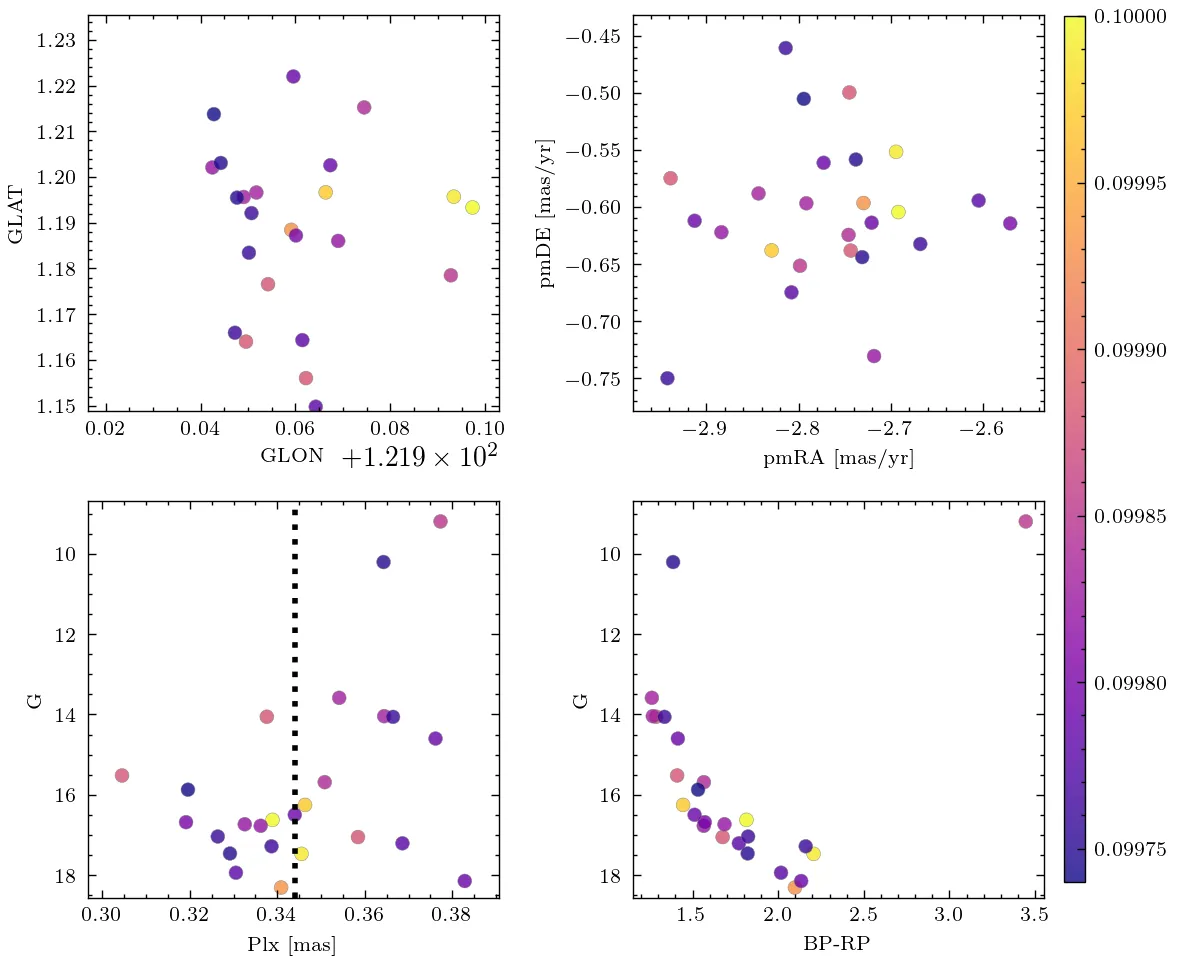 1.23
1.22
1.21
1.20
1.19
1.18
1.17
1.16
1.15
GLAT
0.02 0.04 0.06 0.08 0.10
GLON +1.219 × 10²
−0.45
−0.50
−0.55
−0.60
−0.65
−0.70
−0.75
pmDE [mas/yr]
−2.9 −2.8 −2.7 −2.6
pmRA [mas/yr]
10
12
14
16
18
G
0.30 0.32 0.34 0.36 0.38
Plx [mas]
10
12
14
16
18
G
1.5 2.0 2.5 3.0 3.5
BP-RP
0.10000
0.09995
0.09990
0.09985
0.09980
0.09975